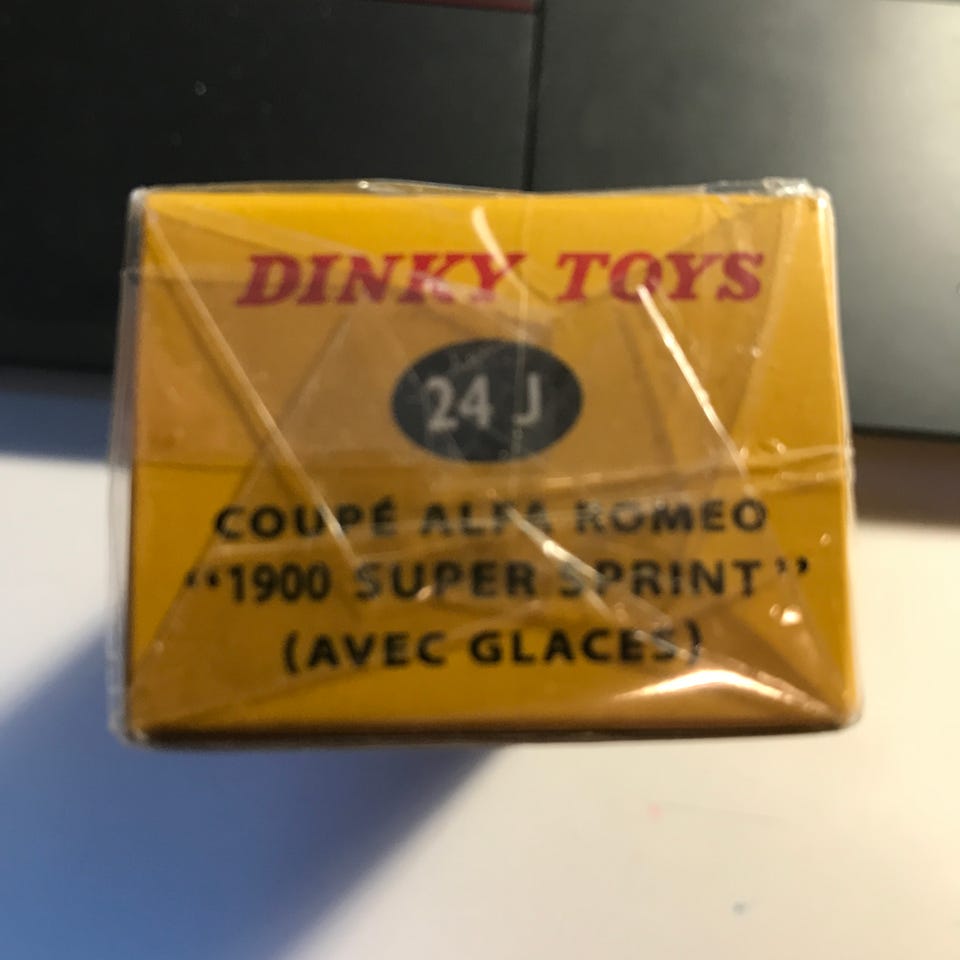 DINKY TOYS
24 J
COUPÉ ALFA ROMEO
“1900 SUPER SPRINT”
(AVEC GLACES)